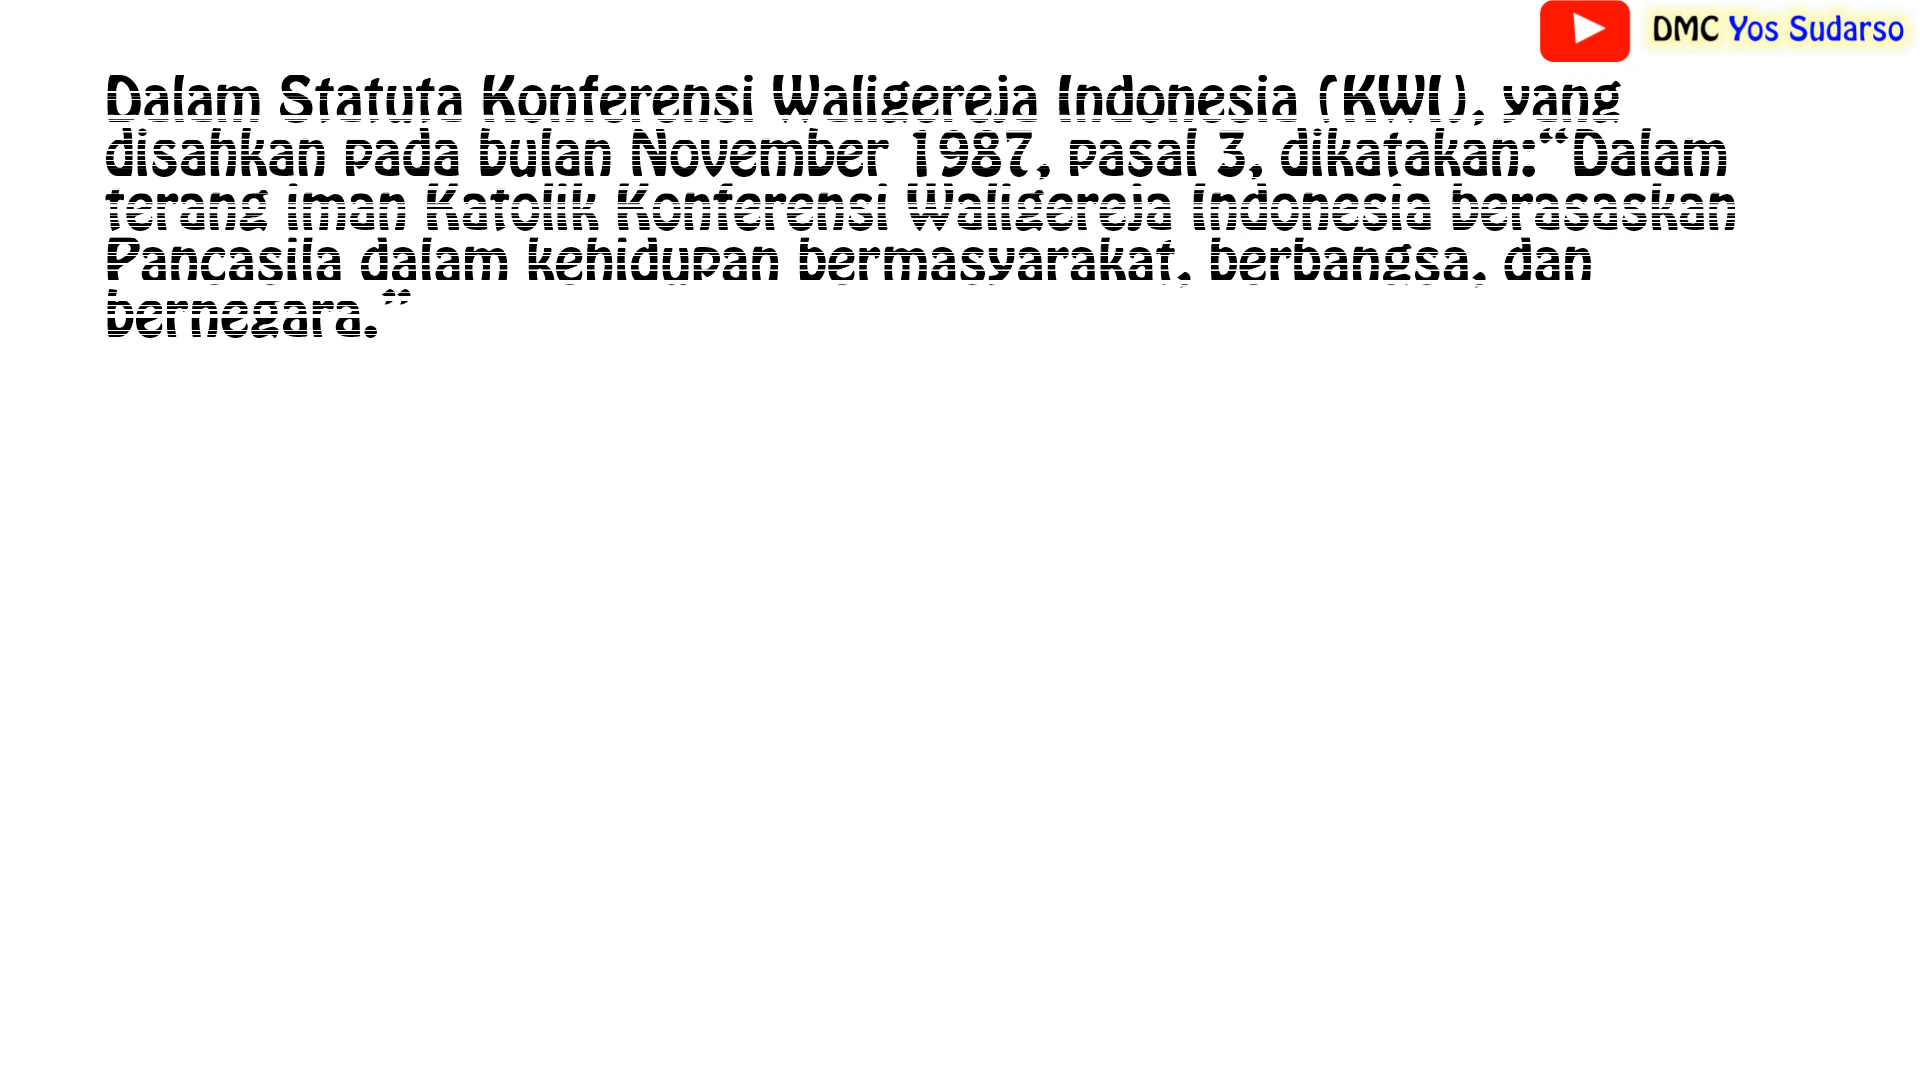 DMC Yos Sudarso
Dalam Statuta Konferensi Waligereja Indonesia (KWI), yang
disahkan pada bulan November 1987, pasal 3, dikatakan:“Dalam
terang iman Katolik Konferensi Waligereja Indonesia berasaskan
Pancasila dalam kehidupan bermasyarakat, berbangsa, dan
bernegara.”